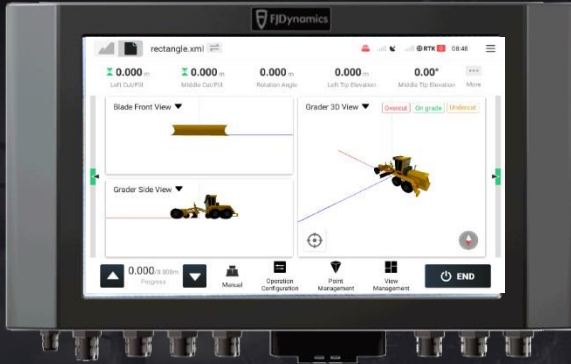 FJDynamics
rectangle.xml
RTK 08:48
0.000 m
Left Cut/Fill
0.000 m
Middle Cut/Fill
0.000 m
Rotation Angle
0.000 m
Left Tip Elevation
0.00°
Middle Tip Elevation
More
Blade Front View
Grader 3D View
Overcut
On grade
Undercut
Grader Side View
0.000/0.000m
Progress
Manual
Operation
Configuration
Point
Management
View
Management
END